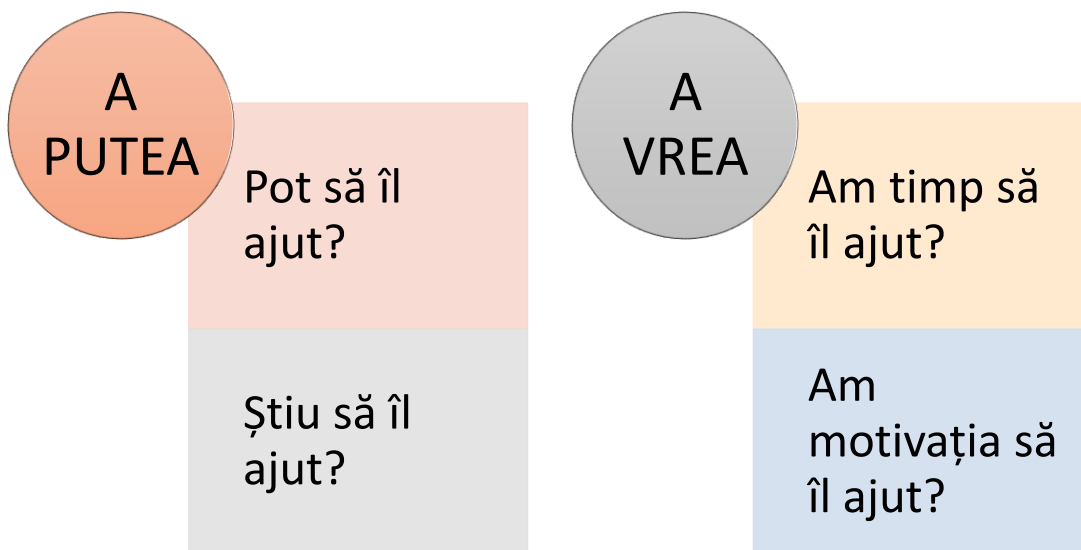 A
PUTEA
Pot să îl
ajut?
Știu să îl
ajut?
A
VREA
Am timp să
îl ajut?
Am
motivația să
îl ajut?